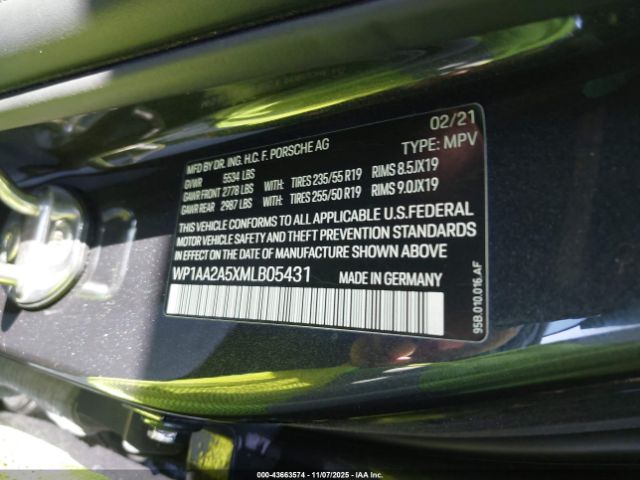 02/21
MFD BY DR. ING. H.C. F. PORSCHE AG TYPE: MPV
GVWR 5534 LBS
GAWR FRONT 2778 LBS WITH: TIRES 235/55 R19 RIMS 8.5JX19
GAWR REAR 2987 LBS WITH: TIRES 255/50 R19 RIMS 9.0JX19
THIS VEHICLE CONFORMS TO ALL APPLICABLE U.S.FEDERAL
MOTOR VEHICLE SAFETY AND THEFT PREVENTION STANDARDS
IN EFFECT ON THE DATE OF MANUFACTURE SHOWN ABOVE
WP1AA2A5XMLB05431 MADE IN GERMANY
95B.010.016.AF
000-43663574 - 11/07/2025 - IAA Inc.